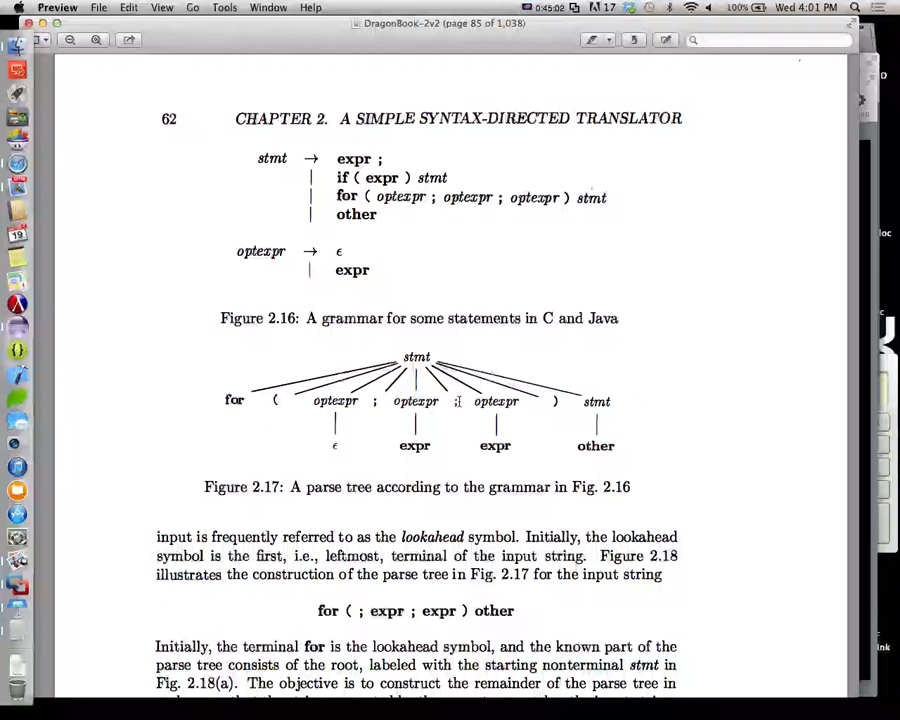 Preview File Edit View Go Tools Window Help 0:45:02 17 100% Wed 4:01 PM
DragonBook-2v2 (page 85 of 1,038)
62 CHAPTER 2. A SIMPLE SYNTAX-DIRECTED TRANSLATOR
stmt → expr ;
| if ( expr ) stmt
| for ( optexpr ; optexpr ; optexpr ) stmt
| other
optexpr → ϵ
| expr
Figure 2.16: A grammar for some statements in C and Java
stmt
for ( optexpr ; optexpr ; optexpr ) stmt
ϵ expr expr other
Figure 2.17: A parse tree according to the grammar in Fig. 2.16
input is frequently referred to as the lookahead symbol. Initially, the lookahead
symbol is the first, i.e., leftmost, terminal of the input string. Figure 2.18
illustrates the construction of the parse tree in Fig. 2.17 for the input string
for ( ; expr ; expr ) other
Initially, the terminal for is the lookahead symbol, and the known part of the
parse tree consists of the root, labeled with the starting nonterminal stmt in
Fig. 2.18(a). The objective is to construct the remainder of the parse tree in